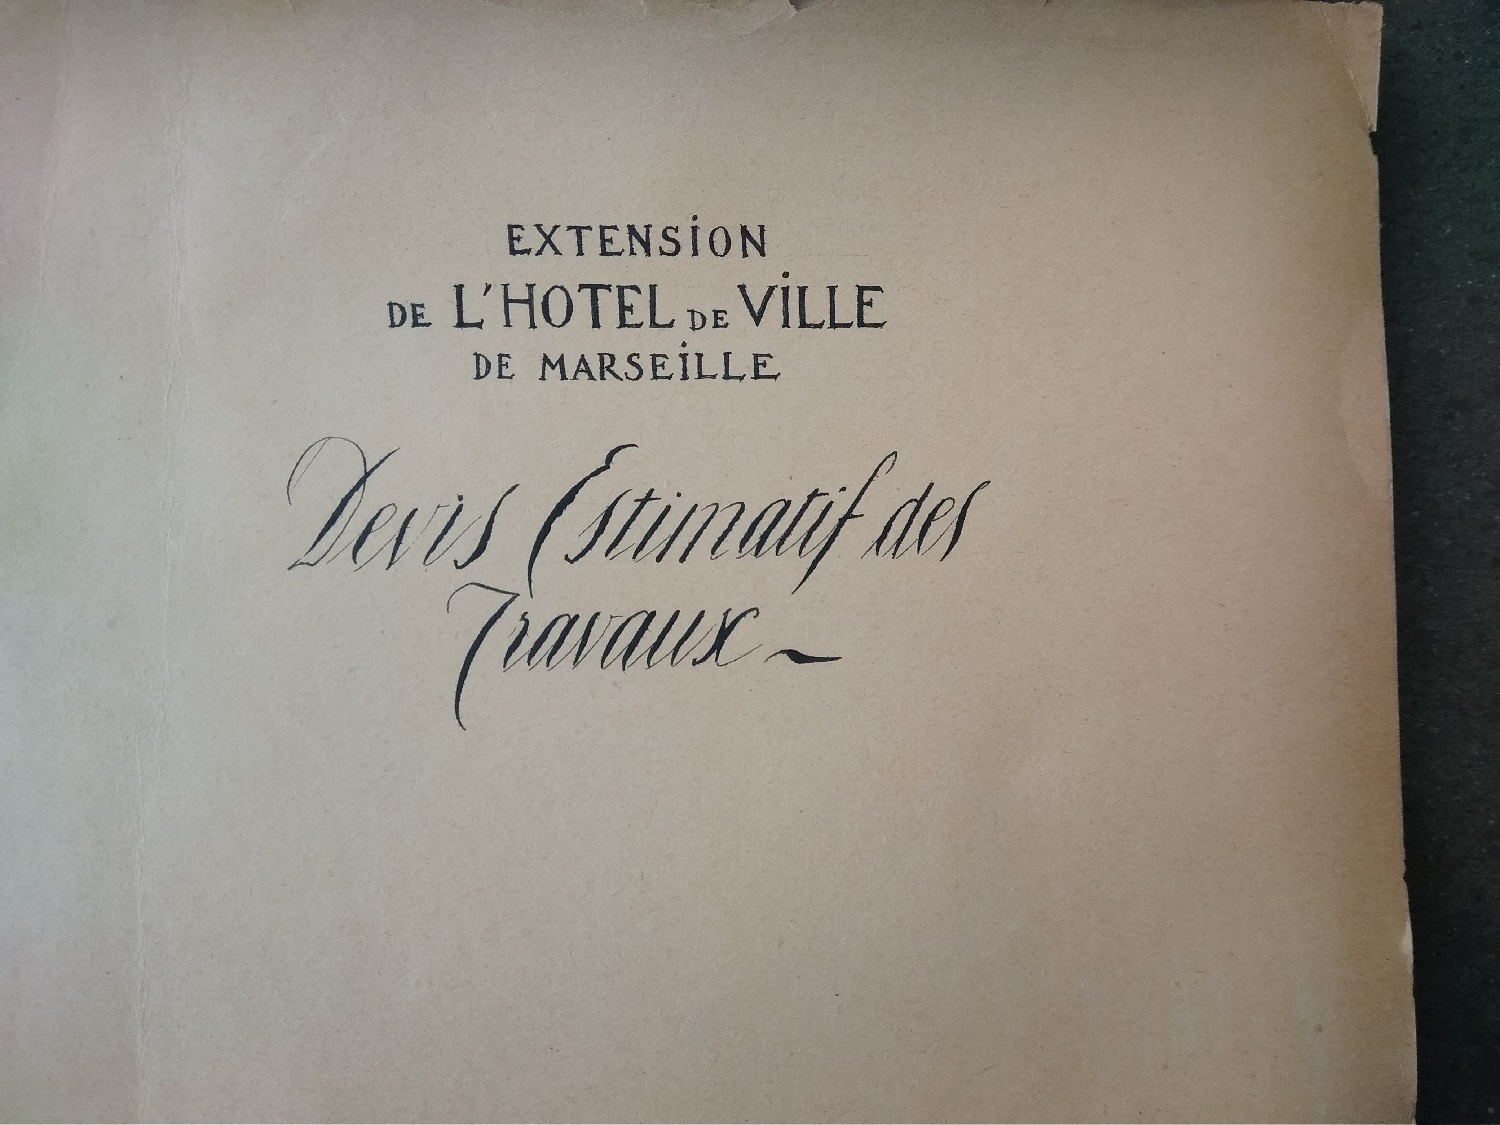 EXTENSION
DE L'HOTEL DE VILLE
DE MARSEILLE
Devis Estimatif des
Travaux ~